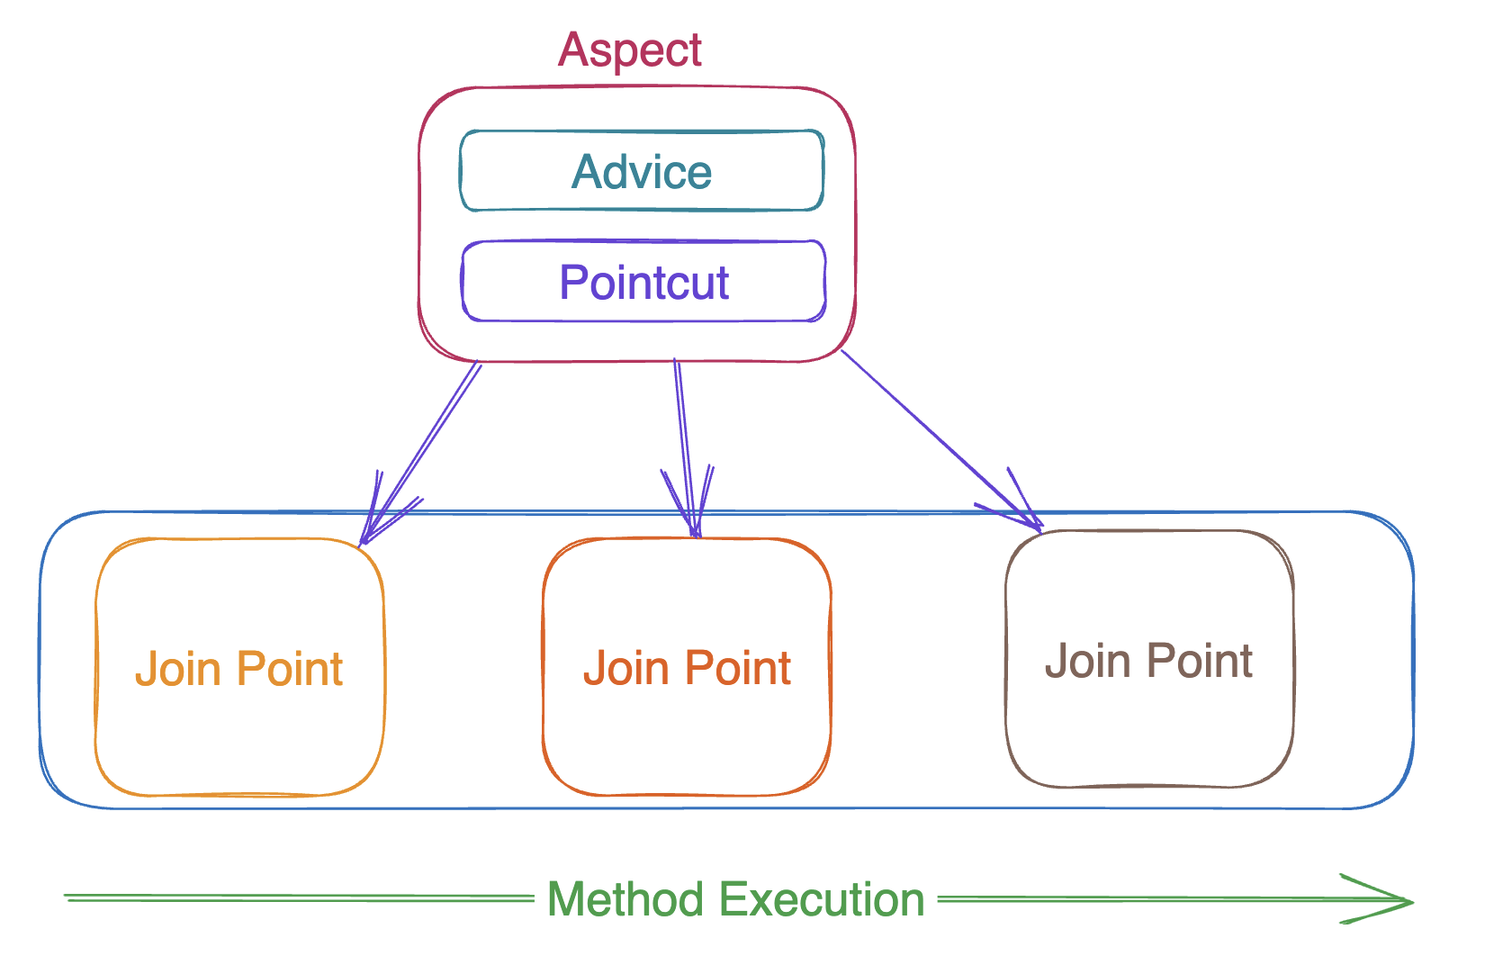 Aspect
Advice
Pointcut
Join Point
Join Point
Join Point
Method Execution